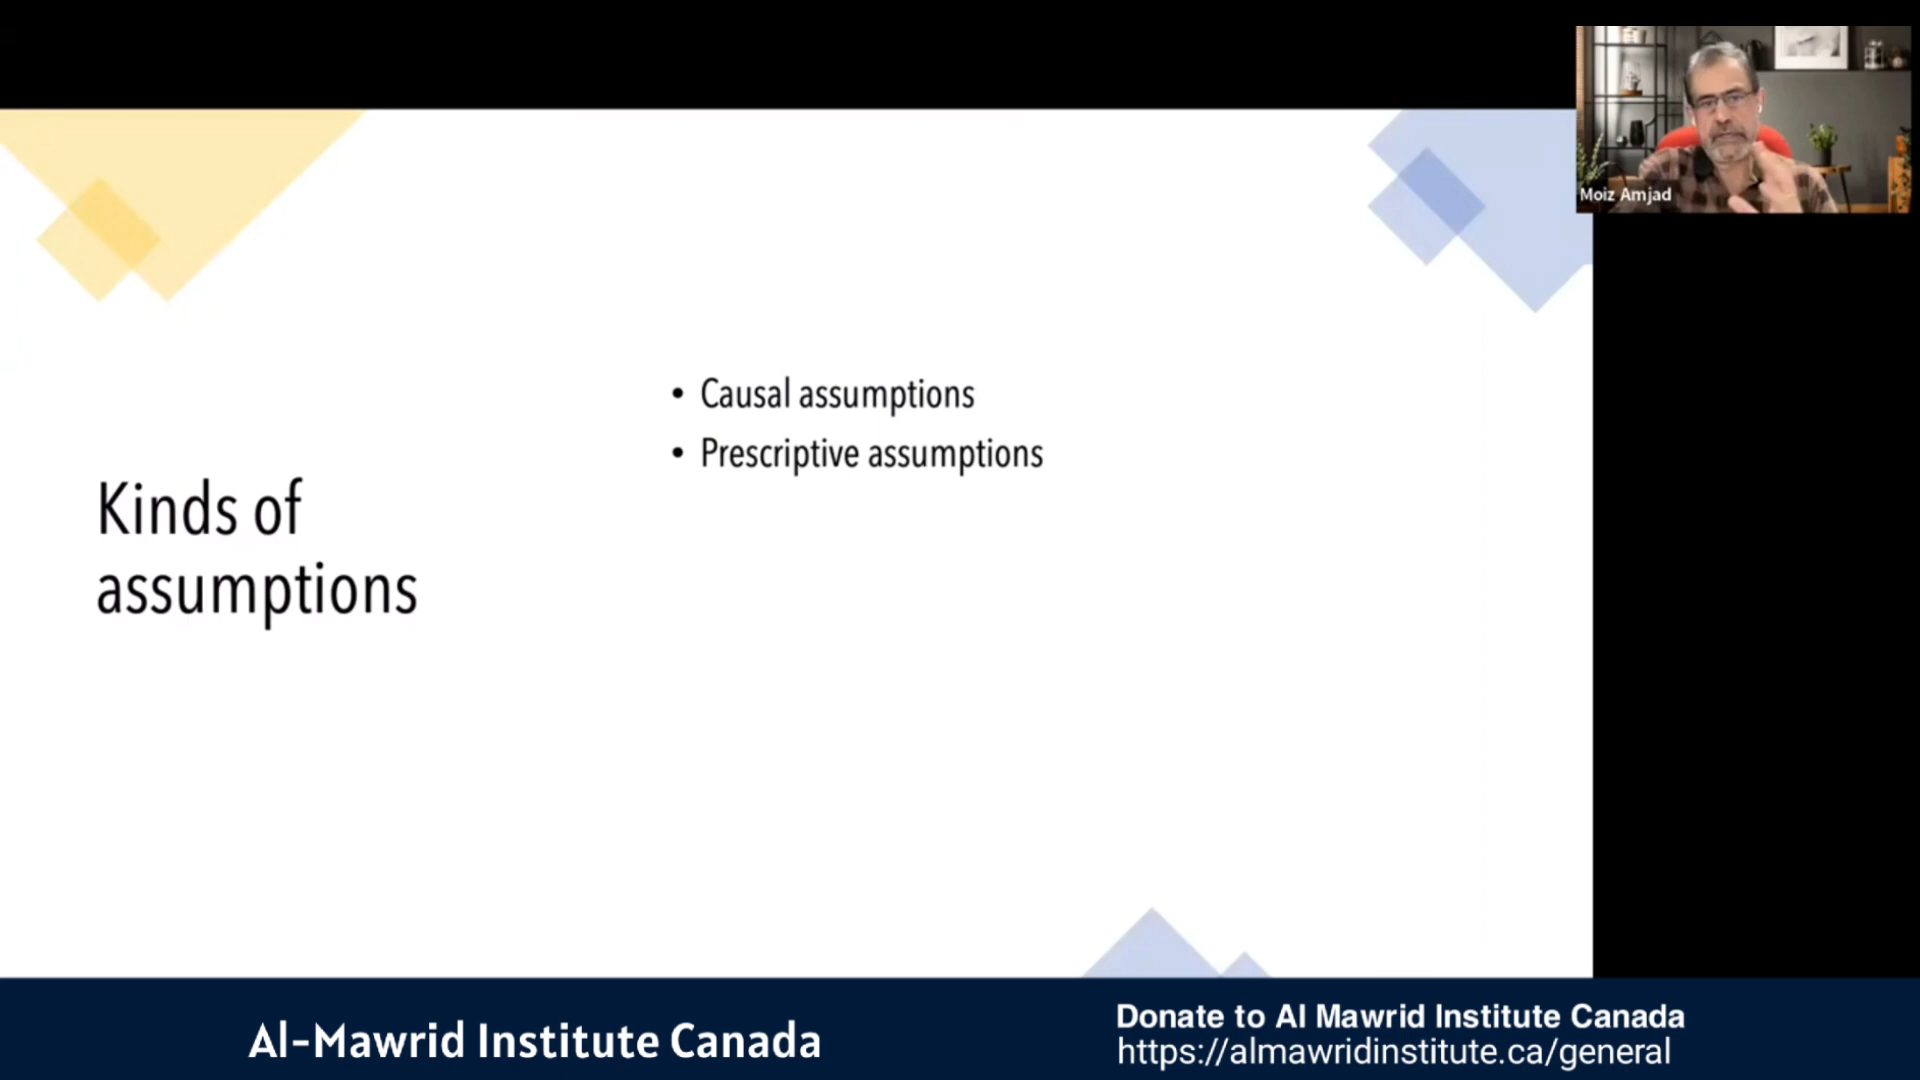 Moiz Amjad
Kinds of
assumptions
• Causal assumptions
• Prescriptive assumptions
Al-Mawrid Institute Canada
Donate to Al Mawrid Institute Canada
https://almawridinstitute.ca/general